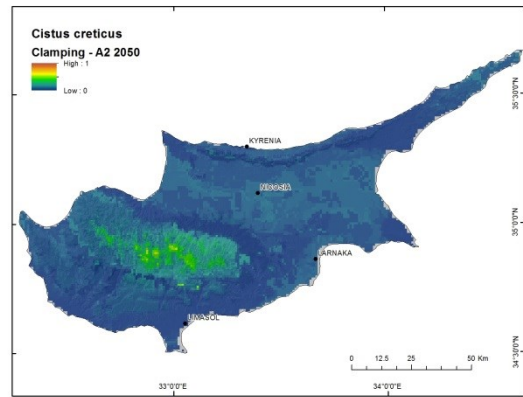 Cistus creticus
Clamping - A2 2050
High : 1
Low : 0
KYRENIA
NICOSIA
LARNAKA
LIMASOL
35°30'0"N
35°0'0"N
34°30'0"N
0 12.5 25 50 Km
33°0'0"E 34°0'0"E